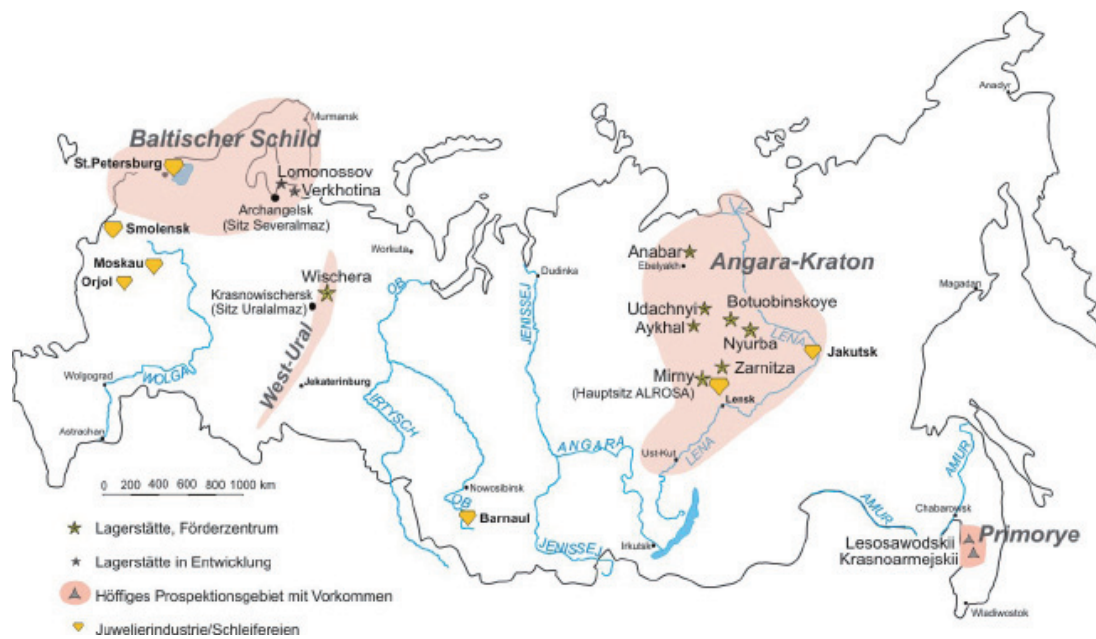 Anadyr
Murmansk
Baltischer Schild
St.Petersburg
Lomonossov
Verkhotina
Archangelsk
(Sitz Severalmaz)
Smolensk
Workuta
Moskau
Orjol
Wischera
Krasnowischersk
(Sitz Uralalmaz)
West-Ural
Jekaterinburg
WOLGA
Wolgograd
Astrachan
OB
IRTYSCH
OB
Nowosibirsk
Barnaul
Dudinka
JENISSEJ
ANGARA
JENISSEJ
Irkutsk
Anabar
Ebelyakh
Angara-Kraton
Udachnyi
Aykhal
Botuobinskoye
Nyurba
LENA
Jakutsk
Zarnitza
Mirny
(Hauptsitz ALROSA)
Lensk
Ust-Kut
LENA
Magadan
AMUR
AMUR
Chabarowsk
Primorye
Lesosawodskii
Krasnoarmejskii
Wladiwostok
0 200 400 600 800 1000 km
Lagerstätte, Förderzentrum
Lagerstätte in Entwicklung
Höffiges Prospektionsgebiet mit Vorkommen
Juwelierindustrie/Schleifereien